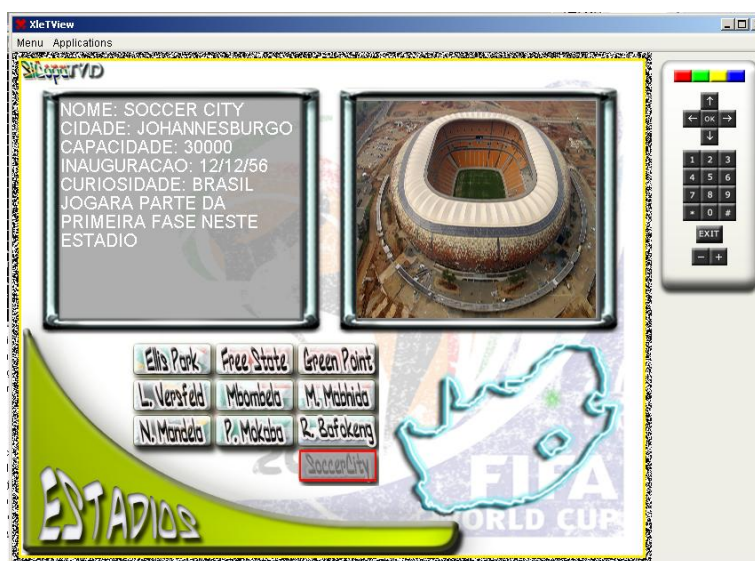 XleTView
Menu Applications
SICopaTVD
NOME: SOCCER CITY
CIDADE: JOHANNESBURGO
CAPACIDADE: 30000
INAUGURACAO: 12/12/56
CURIOSIDADE: BRASIL
JOGARA PARTE DA
PRIMEIRA FASE NESTE
ESTADIO
Ellis Park Free State Green Point
L. Versfeld Mbombela M. Mabhida
N. Mandela P. Mokaba R. Bafokeng
SoccerCity
ESTADIOS
FIFA
WORLD CUP
OK
1 2 3
4 5 6
7 8 9
* 0 #
EXIT
- +